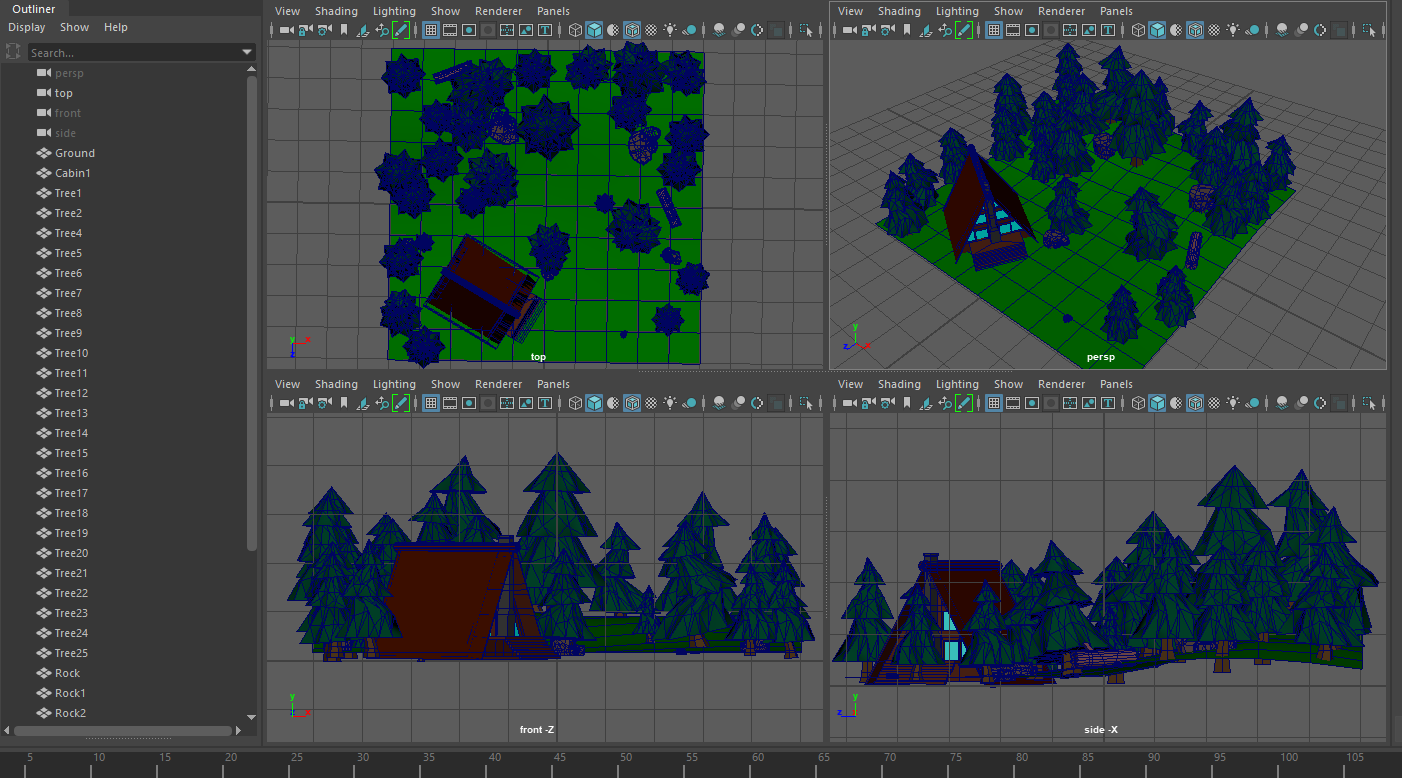 Outliner
Display Show Help
Search...
persp
top
front
side
Ground
Cabin1
Tree1
Tree2
Tree4
Tree5
Tree6
Tree7
Tree8
Tree9
Tree10
Tree11
Tree12
Tree13
Tree14
Tree15
Tree16
Tree17
Tree18
Tree19
Tree20
Tree21
Tree22
Tree23
Tree24
Tree25
Rock
Rock1
Rock2
View Shading Lighting Show Renderer Panels
T
y
x
z
top
View Shading Lighting Show Renderer Panels
T
y
z
x
persp
View Shading Lighting Show Renderer Panels
T
y
x
z
front -Z
View Shading Lighting Show Renderer Panels
T
y
z
side -X
5 10 15 20 25 30 35 40 45 50 55 60 65 70 75 80 85 90 95 100 105